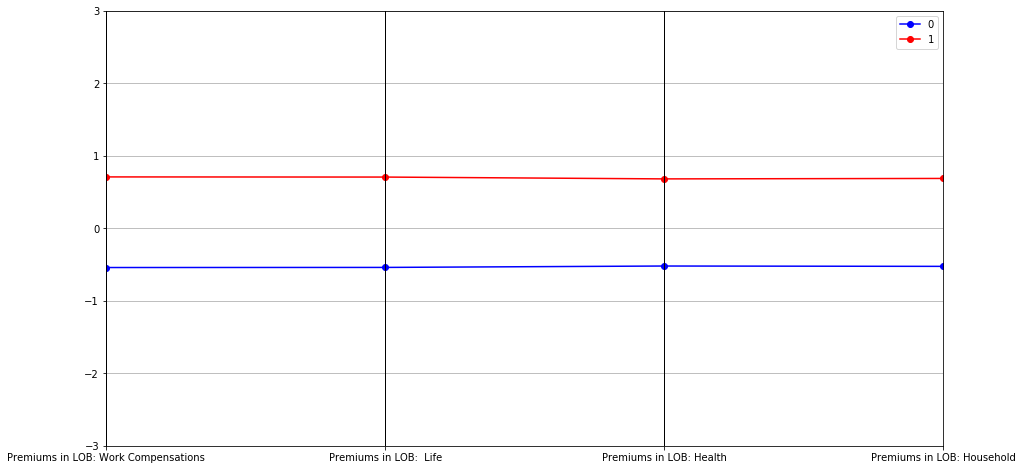 3
2
1
0
−1
−2
−3
0
1
Premiums in LOB: Work Compensations
Premiums in LOB:  Life
Premiums in LOB: Health
Premiums in LOB: Household